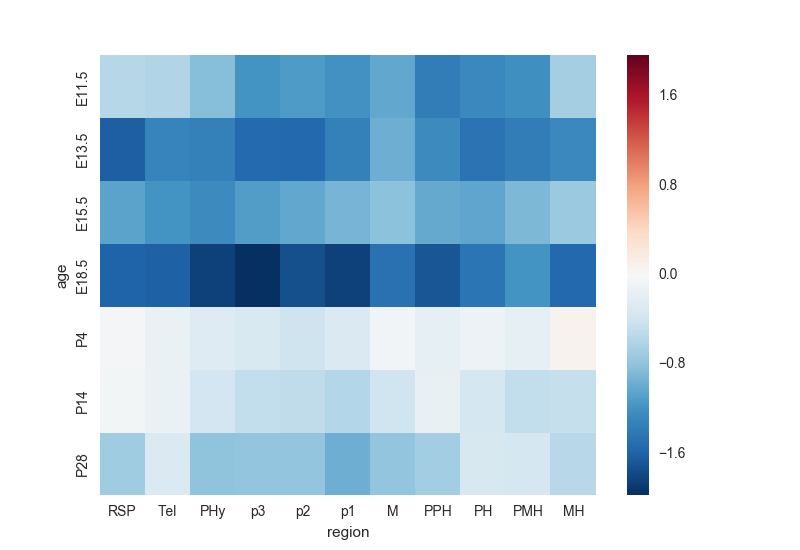 E11.5
E13.5
E15.5
E18.5
P4
P14
P28
age
RSP Tel PHy p3 p2 p1 M PPH PH PMH MH
region
1.6
0.8
0.0
−0.8
−1.6